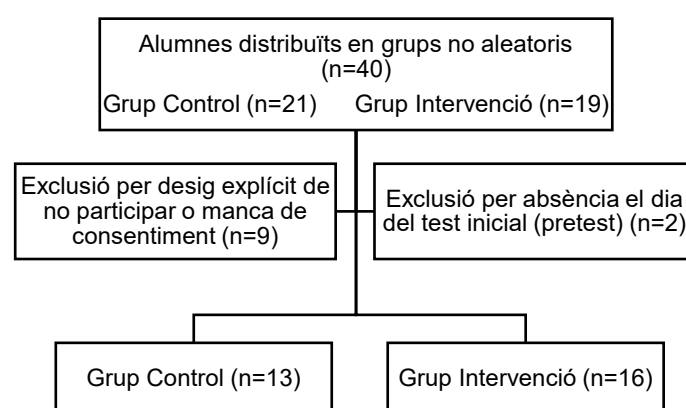 Alumnes distribuïts en grups no aleatoris
(n=40)
Grup Control (n=21) Grup Intervenció (n=19)
Exclusió per desig explícit de
no participar o manca de
consentiment (n=9)
Exclusió per absència el dia
del test inicial (pretest) (n=2)
Grup Control (n=13)
Grup Intervenció (n=16)